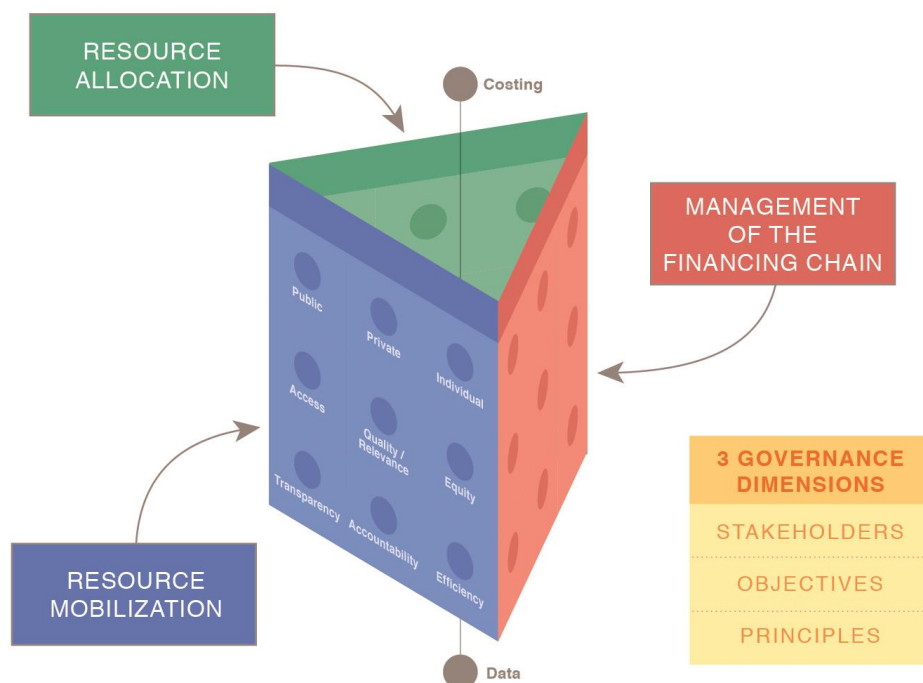 RESOURCE
ALLOCATION
Costing
MANAGEMENT
OF THE
FINANCING CHAIN
Public
Private
Individual
Access
Quality /
Relevance
Equity
Transparency
Accountability
Efficiency
3 GOVERNANCE
DIMENSIONS
STAKEHOLDERS
OBJECTIVES
PRINCIPLES
RESOURCE
MOBILIZATION
Data